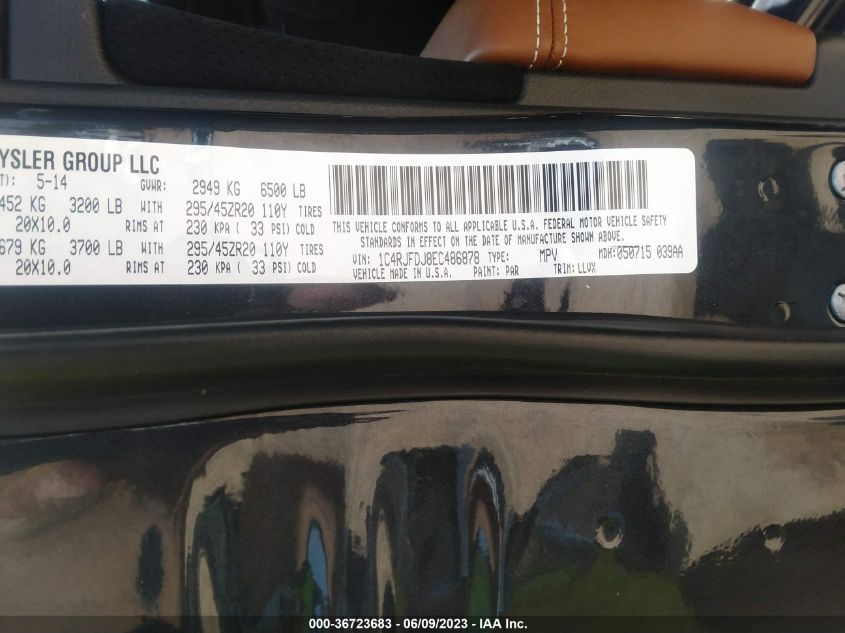 YSLER GROUP LLC
T): 5-14 GVWR: 2949 KG 6500 LB
452 KG 3200 LB WITH 295/45ZR20 110Y TIRES
20X10.0 RIMS AT 230 KPA ( 33 PSI) COLD
679 KG 3700 LB WITH 295/45ZR20 110Y TIRES
20X10.0 RIMS AT 230 KPA ( 33 PSI) COLD
THIS VEHICLE CONFORMS TO ALL APPLICABLE U.S.A. FEDERAL MOTOR VEHICLE SAFETY
STANDARDS IN EFFECT ON THE DATE OF MANUFACTURE SHOWN ABOVE.
VIN: 1C4RJFDJ8EC486878 TYPE: MPV MDH:050715 039AA
VEHICLE MADE IN U.S.A. PAINT: PAR TRIM: LLVX
000-36723683 - 06/09/2023 - IAA Inc.